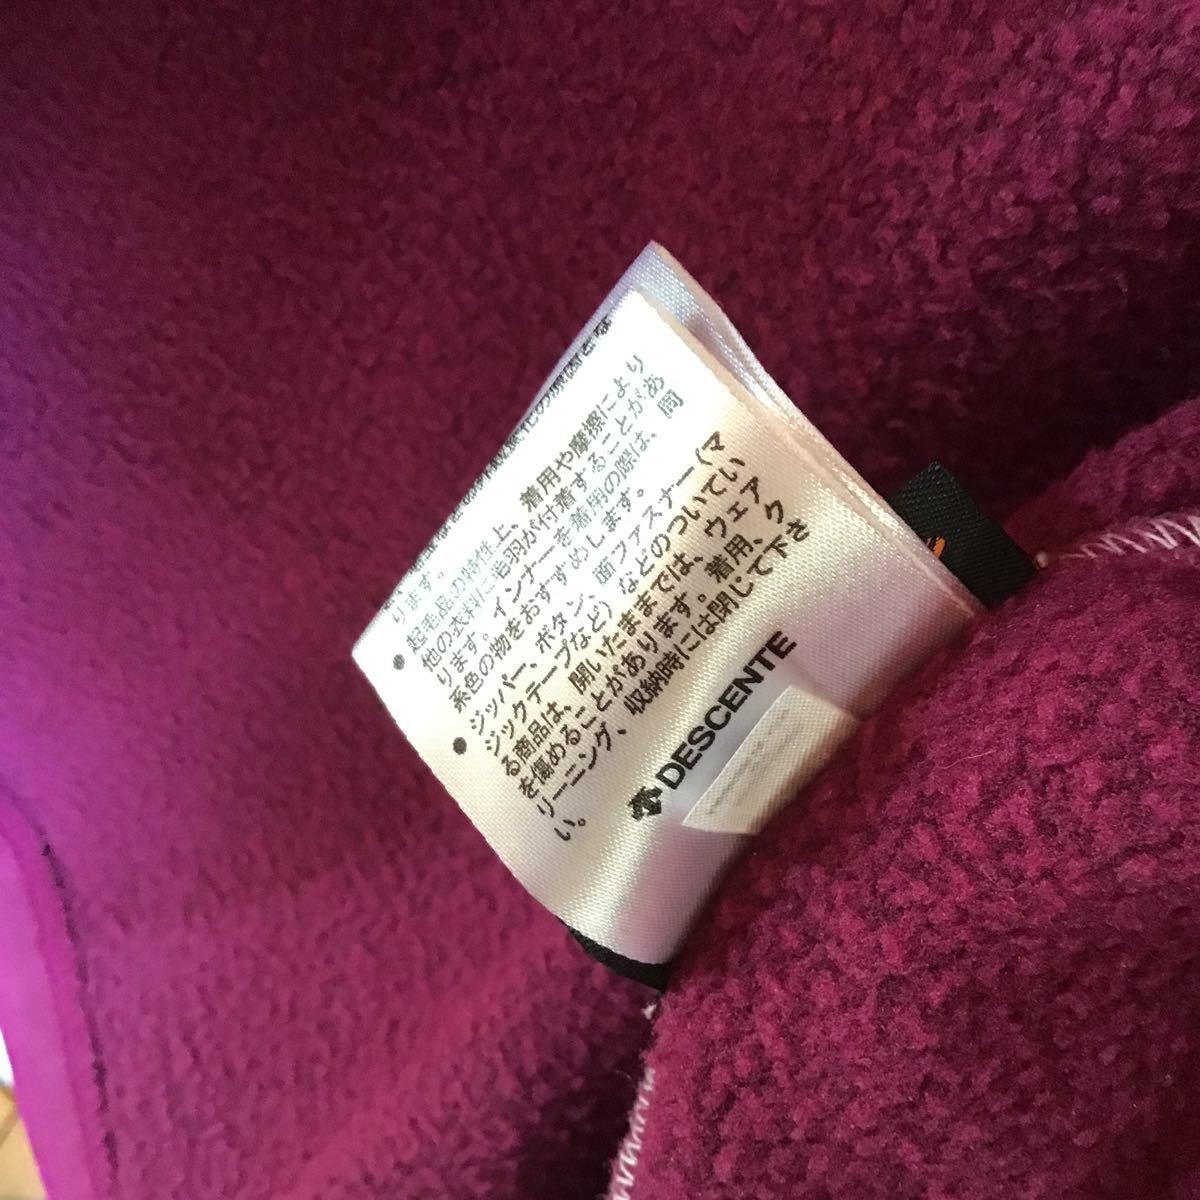 の原因とな
ります。
● 起毛品の特性上、着用や摩擦により
他の衣料に毛羽が付着することがあ
ります。インナーを着用の際は、同
系色の物をおすすめします。
● ジッパー、ボタン、面ファスナー(マ
ジックテープなど)などのついてい
る商品は、開いたままでは、ウェア
を傷めることがあります。着用、ク
リーニング、収納時には閉じて下さ
い。
DESCENTE